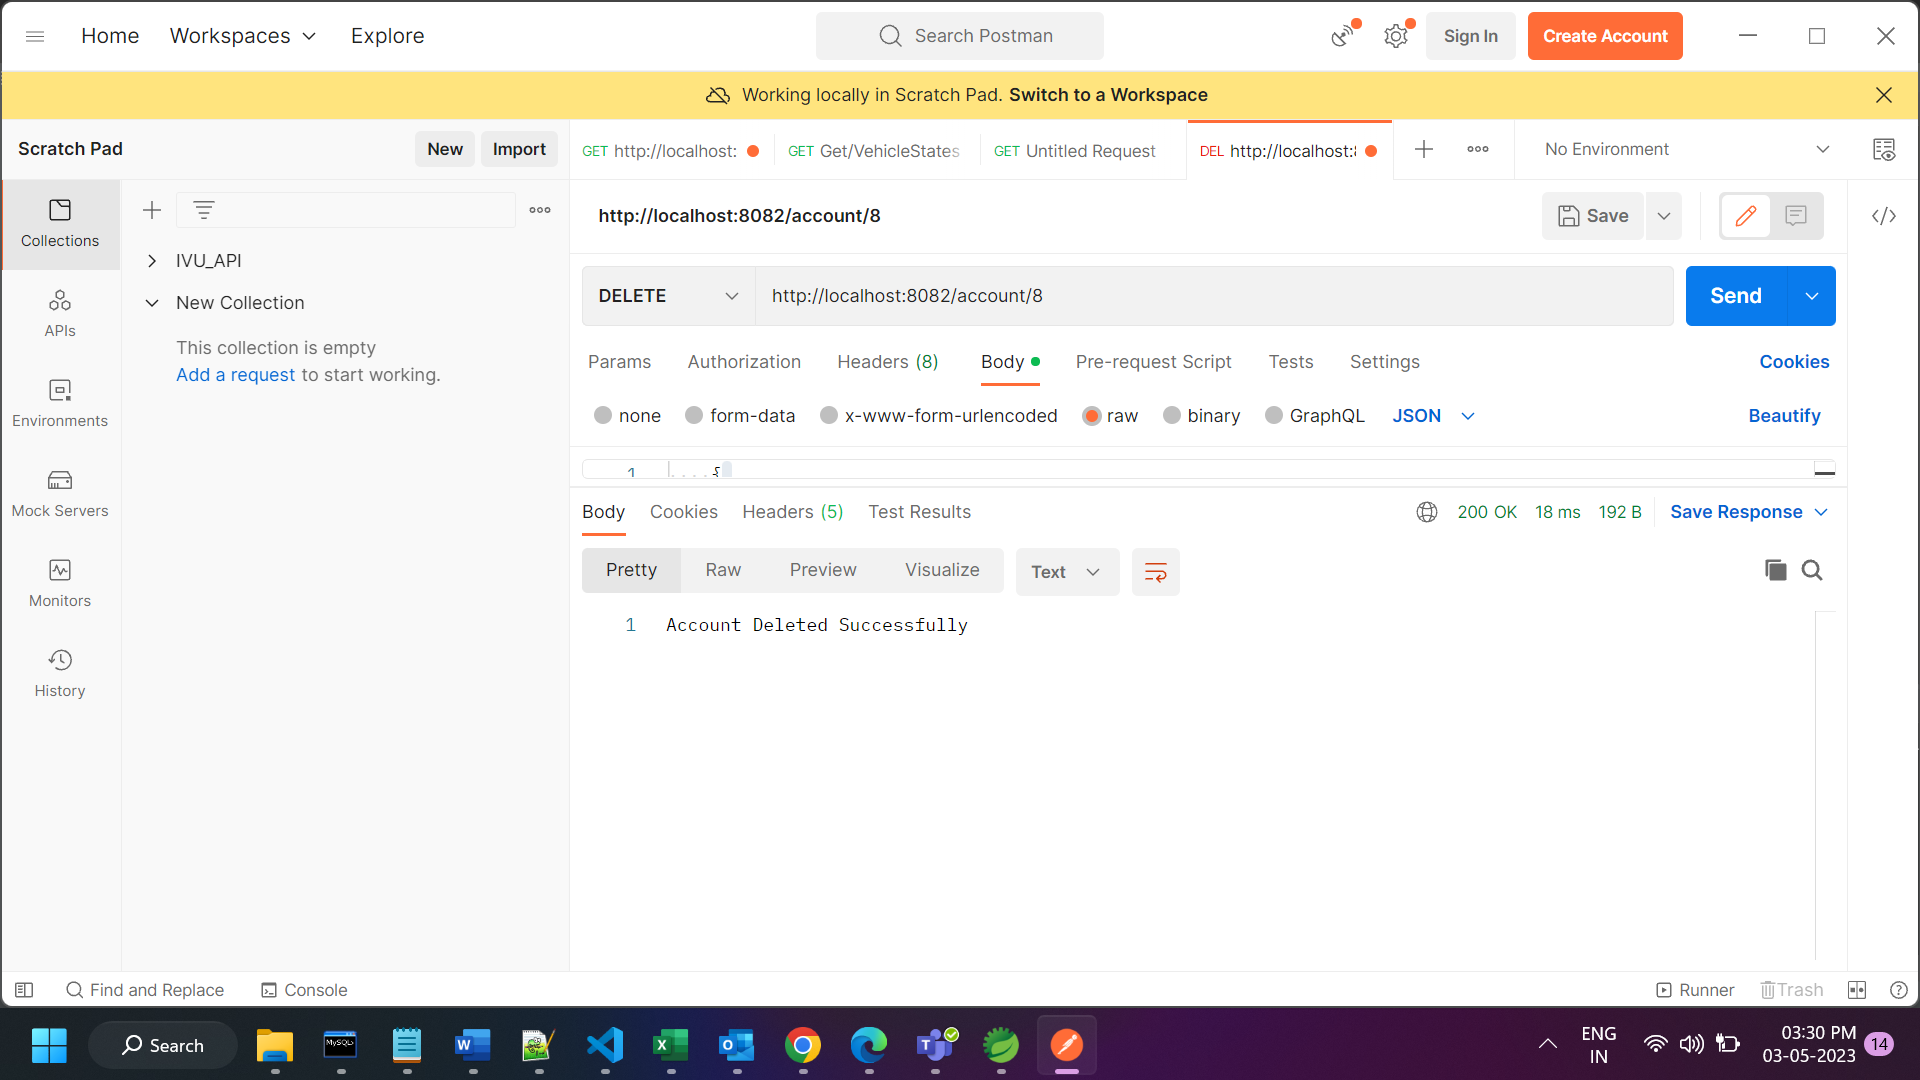 Home Workspaces Explore Search Postman Sign In Create Account
Working locally in Scratch Pad. Switch to a Workspace
Scratch Pad New Import
GET http://localhost: GET Get/VehicleStates GET Untitled Request DEL http://localhost:8 No Environment
Collections
IVU_API
New Collection
This collection is empty
Add a request to start working.
APIs
Environments
Mock Servers
Monitors
History
http://localhost:8082/account/8 Save
DELETE http://localhost:8082/account/8 Send
Params Authorization Headers (8) Body Pre-request Script Tests Settings Cookies
none form-data x-www-form-urlencoded raw binary GraphQL JSON Beautify
1 {
Body Cookies Headers (5) Test Results 200 OK 18 ms 192 B Save Response
Pretty Raw Preview Visualize Text
1 Account Deleted Successfully
Find and Replace Console Runner Trash
Search MySQL ENG IN 03:30 PM 03-05-2023 14